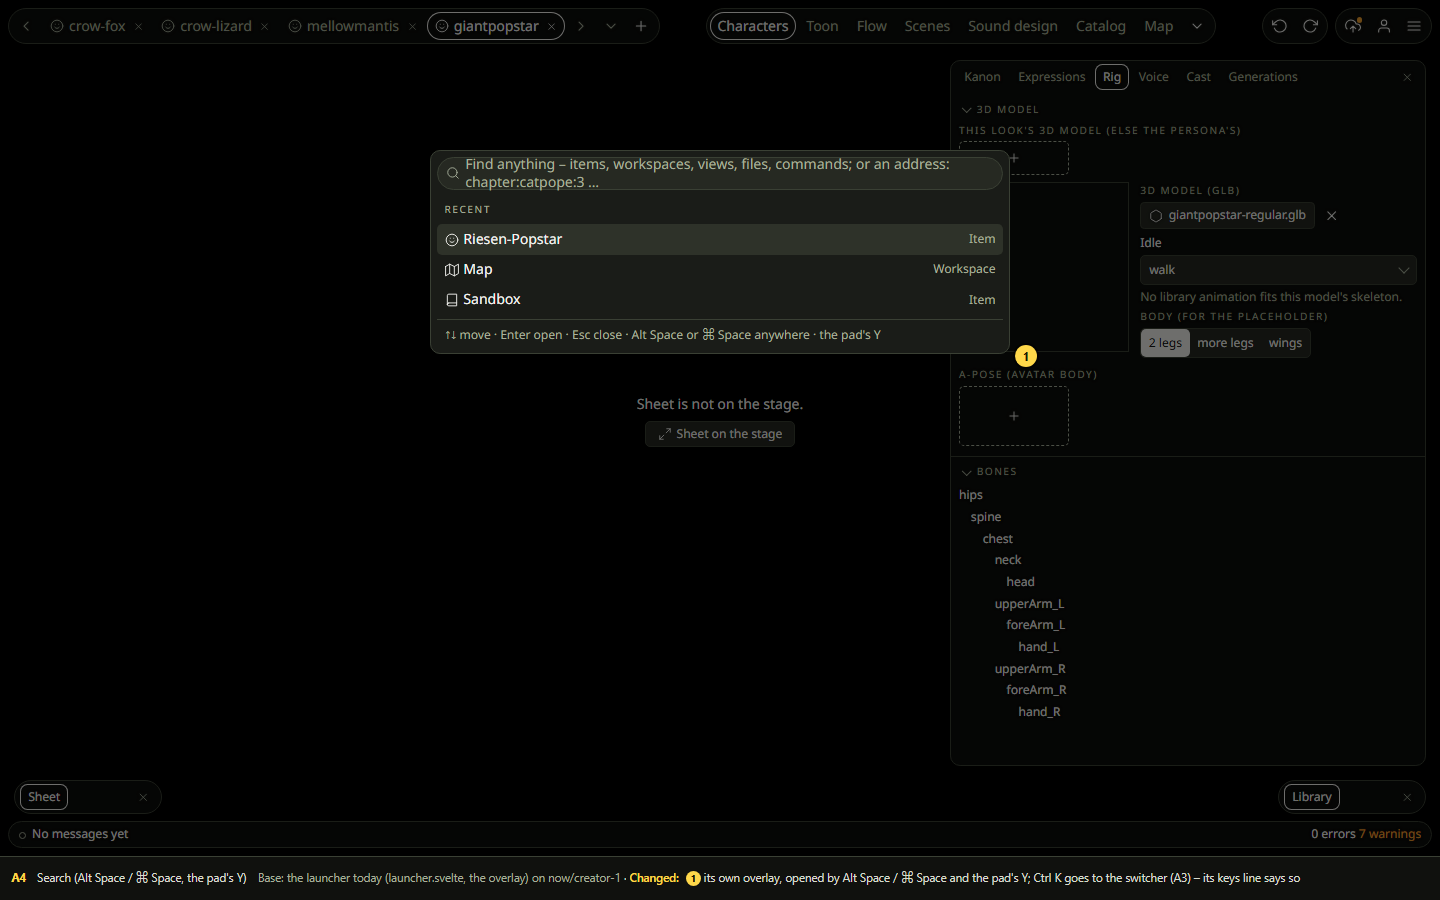 crow-fox crow-lizard mellowmantis giantpopstar
Characters Toon Flow Scenes Sound design Catalog Map
Kanon Expressions Rig Voice Cast Generations
3D MODEL
THIS LOOK'S 3D MODEL (ELSE THE PERSONA'S)
Find anything – items, workspaces, views, files, commands; or an address:
chapter:catpope:3 ...
RECENT
Riesen-Popstar Item
Map Workspace
Sandbox Item
↑↓ move · Enter open · Esc close · Alt Space or ⌘ Space anywhere · the pad's Y
3D MODEL (GLB)
giantpopstar-regular.glb
Idle
walk
No library animation fits this model's skeleton.
BODY (FOR THE PLACEHOLDER)
2 legs more legs wings
1
A-POSE (AVATAR BODY)
Sheet is not on the stage.
Sheet on the stage
BONES
hips
spine
chest
neck
head
upperArm_L
foreArm_L
hand_L
upperArm_R
foreArm_R
hand_R
Sheet
Library
No messages yet 0 errors 7 warnings
A4 Search (Alt Space / ⌘ Space, the pad's Y) Base: the launcher today (launcher.svelte, the overlay) on now/creator-1 · Changed: 1 its own overlay, opened by Alt Space / ⌘ Space and the pad's Y; Ctrl K goes to the switcher (A3) – its keys line says so